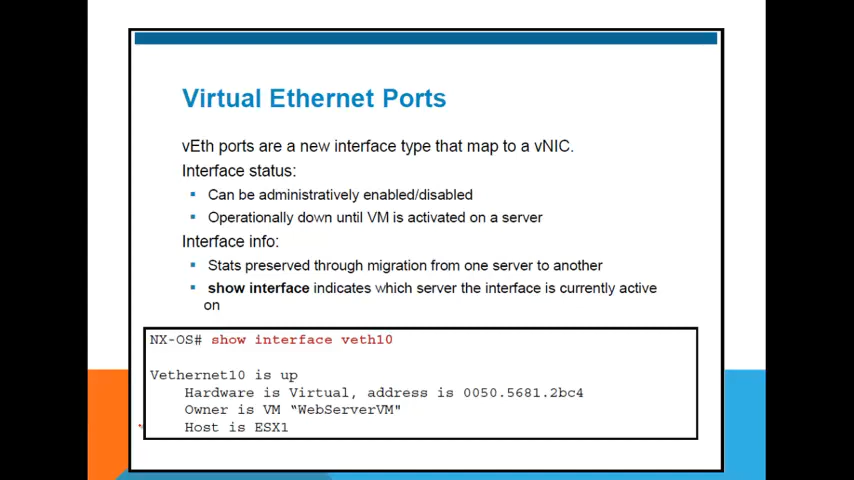 Virtual Ethernet Ports
vEth ports are a new interface type that map to a vNIC.
Interface status:
▪ Can be administratively enabled/disabled
▪ Operationally down until VM is activated on a server
Interface info:
▪ Stats preserved through migration from one server to another
▪ show interface indicates which server the interface is currently active
on
NX-OS# show interface veth10
Vethernet10 is up
Hardware is Virtual, address is 0050.5681.2bc4
Owner is VM “WebServerVM"
Host is ESX1